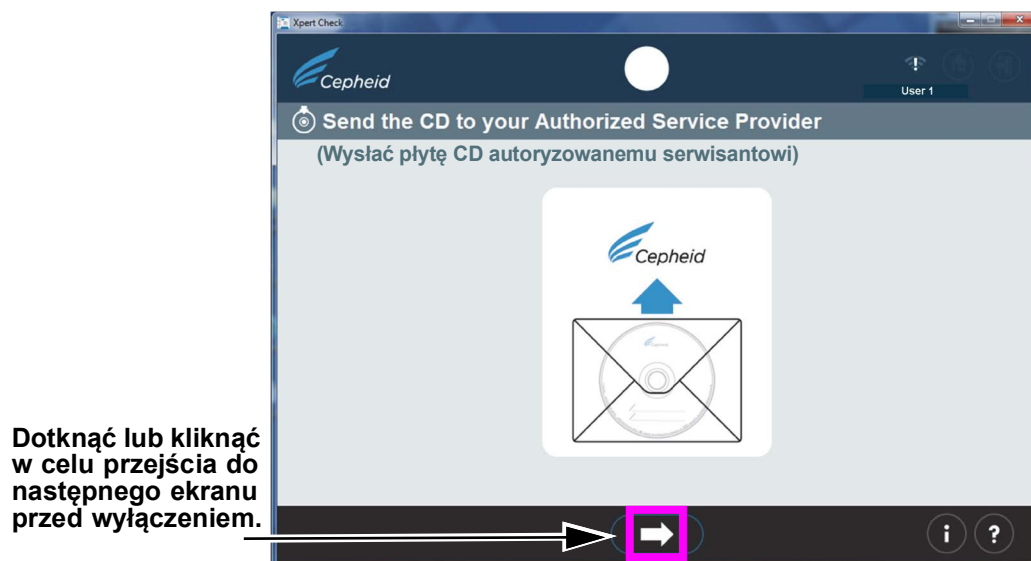 Xpert Check
Cepheid
User 1
Send the CD to your Authorized Service Provider
(Wysłać płytę CD autoryzowanemu serwisantowi)
Cepheid
Cepheid
Dotknąć lub kliknąć
w celu przejścia do
następnego ekranu
przed wyłączeniem.
i
?